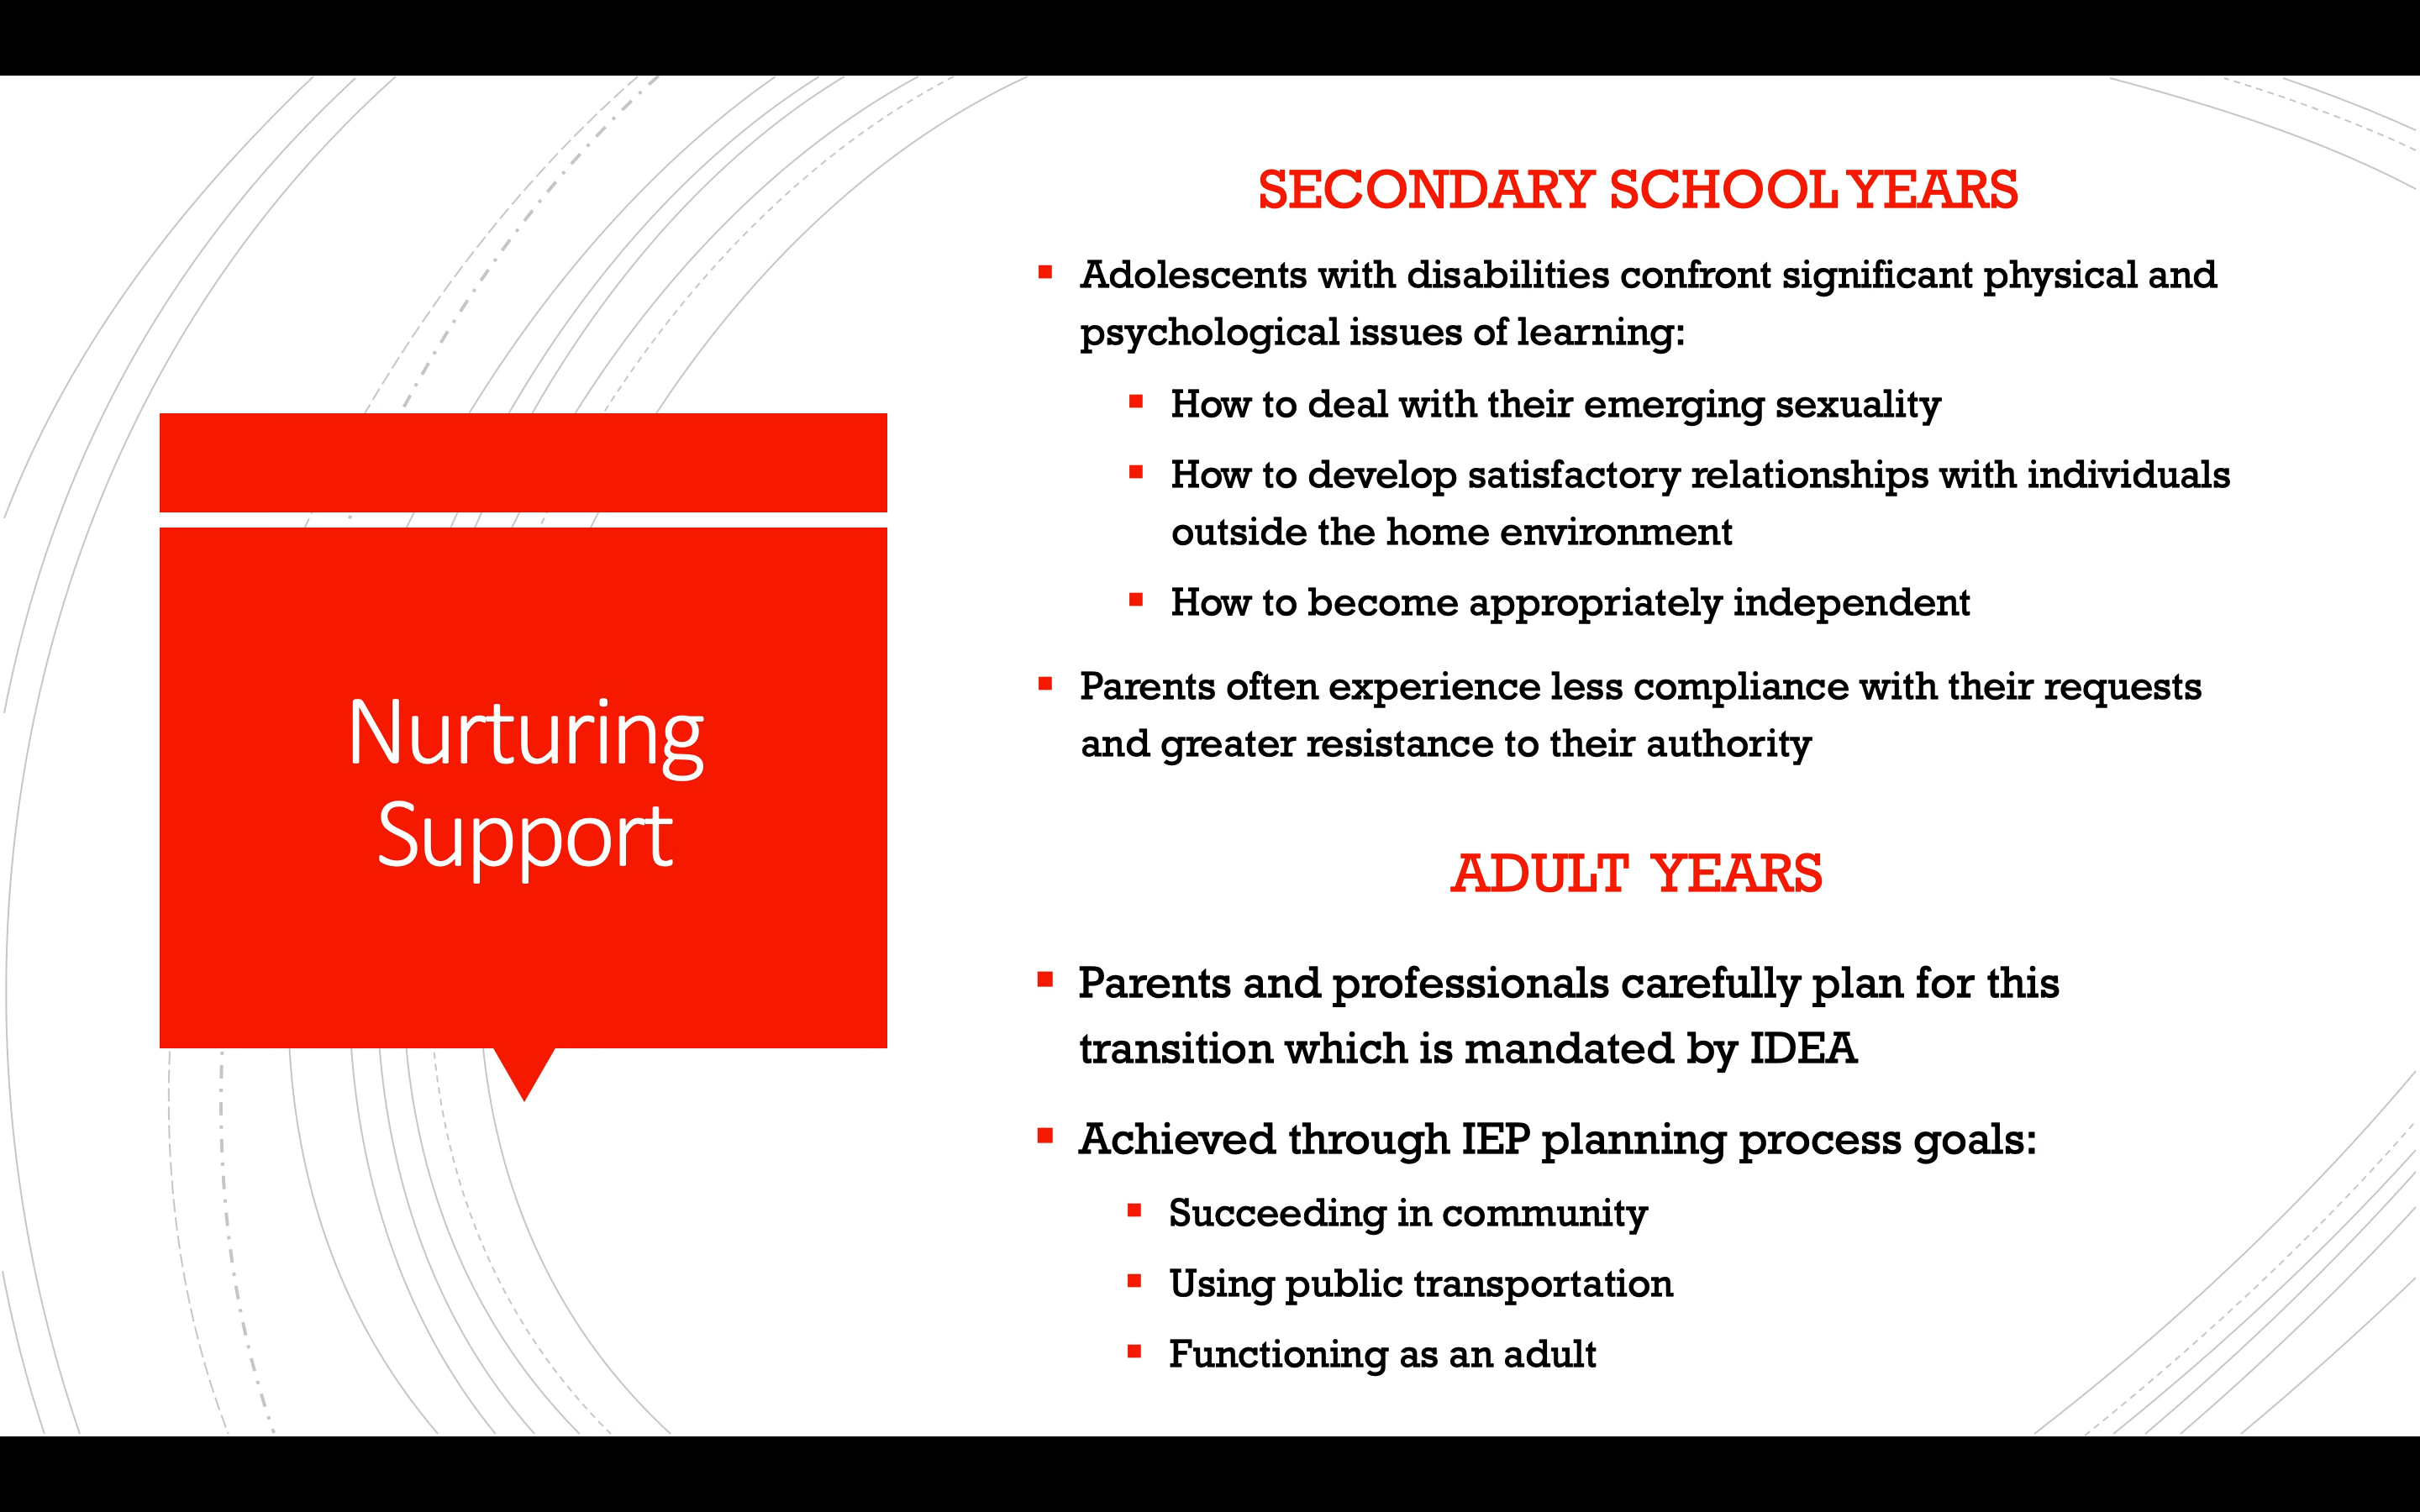 Nurturing
Support
SECONDARY SCHOOL YEARS
Adolescents with disabilities confront significant physical and
psychological issues of learning:
How to deal with their emerging sexuality
How to develop satisfactory relationships with individuals
outside the home environment
How to become appropriately independent
Parents often experience less compliance with their requests
and greater resistance to their authority
ADULT YEARS
Parents and professionals carefully plan for this
transition which is mandated by IDEA
Achieved through IEP planning process goals:
Succeeding in community
Using public transportation
Functioning as an adult